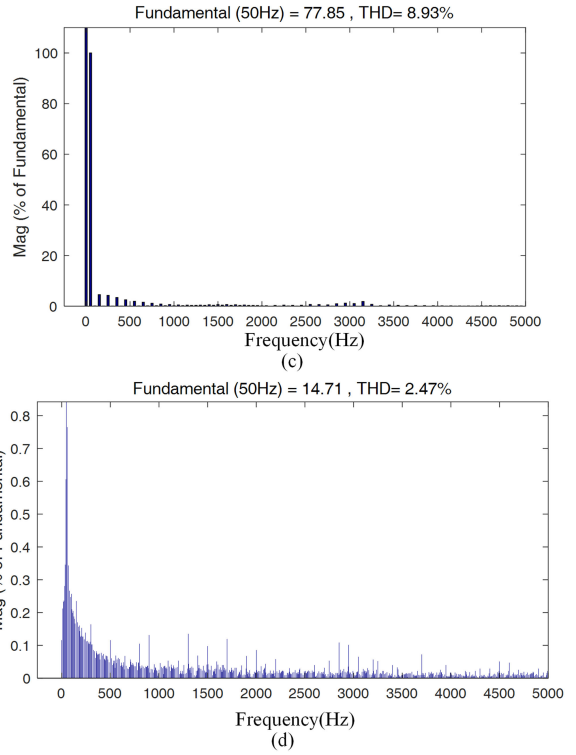 Fundamental (50Hz) = 77.85 , THD= 8.93%
100
80
60
40
20
0
Mag (% of Fundamental)
0 500 1000 1500 2000 2500 3000 3500 4000 4500 5000
Frequency(Hz)
(c)
Fundamental (50Hz) = 14.71 , THD= 2.47%
0.8
0.7
0.6
0.5
0.4
0.3
0.2
0.1
0
Mag (% of Fundamental)
0 500 1000 1500 2000 2500 3000 3500 4000 4500 5000
Frequency(Hz)
(d)